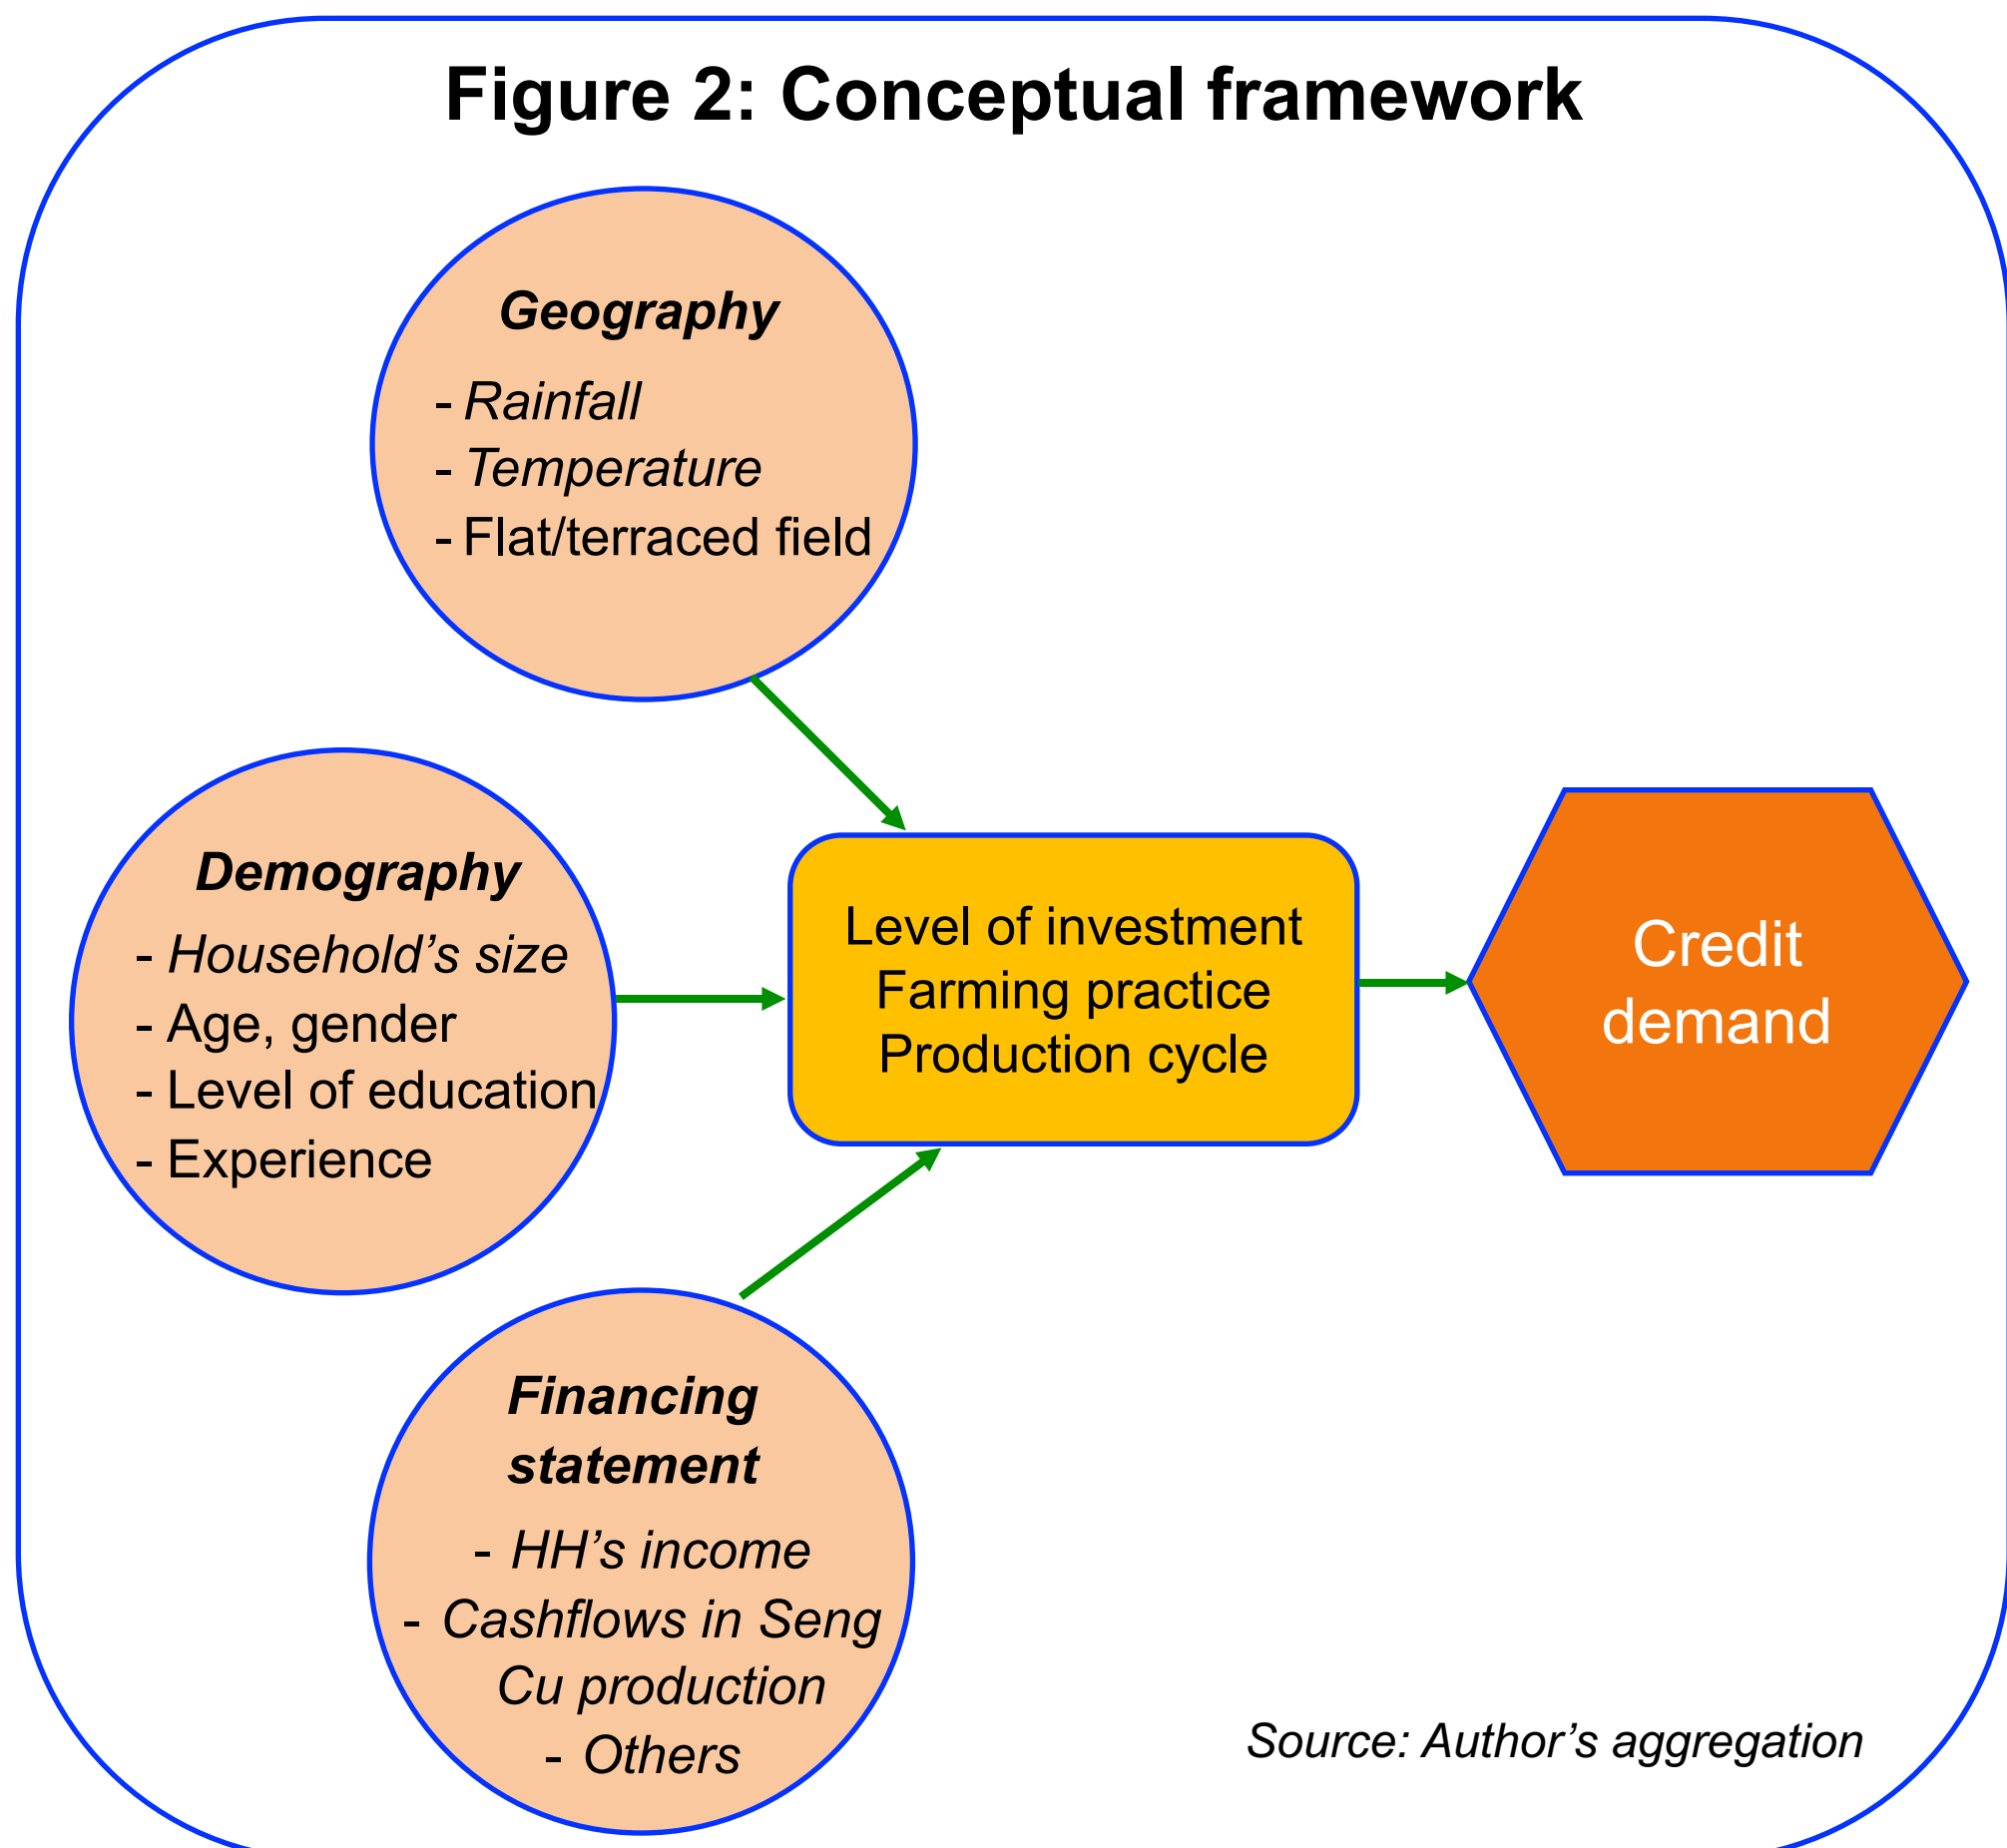 Figure 2: Conceptual framework
Geography
- Rainfall
- Temperature
- Flat/terraced field
Demography
- Household’s size
- Age, gender
- Level of education
- Experience
Level of investment
Farming practice
Production cycle
Credit
demand
Financing
statement
- HH’s income
- Cashflows in Seng
Cu production
- Others
Source: Author’s aggregation